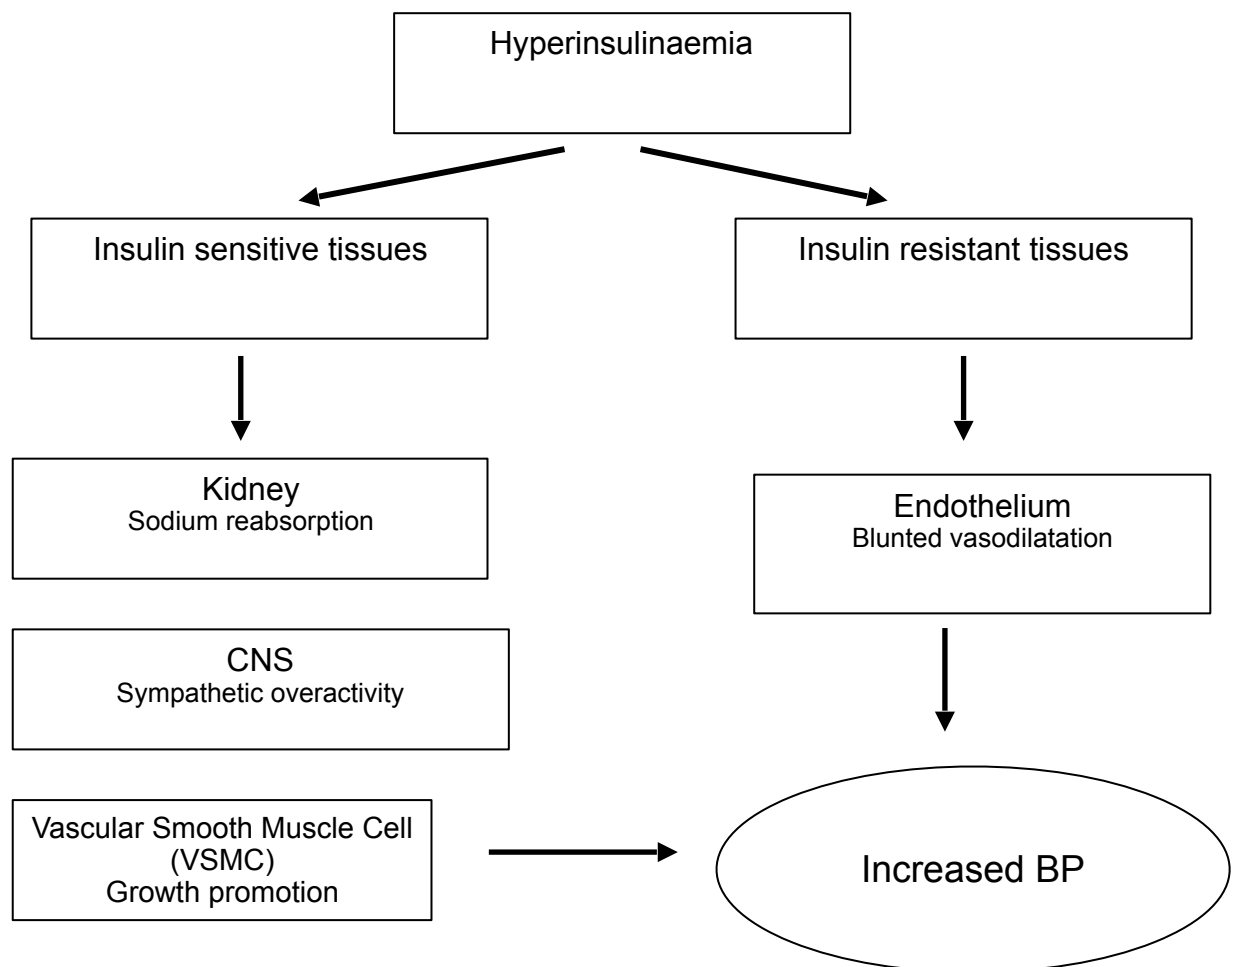 Hyperinsulinaemia
Insulin sensitive tissues
Insulin resistant tissues
Kidney
Sodium reabsorption
Endothelium
Blunted vasodilatation
CNS
Sympathetic overactivity
Vascular Smooth Muscle Cell
(VSMC)
Growth promotion
Increased BP